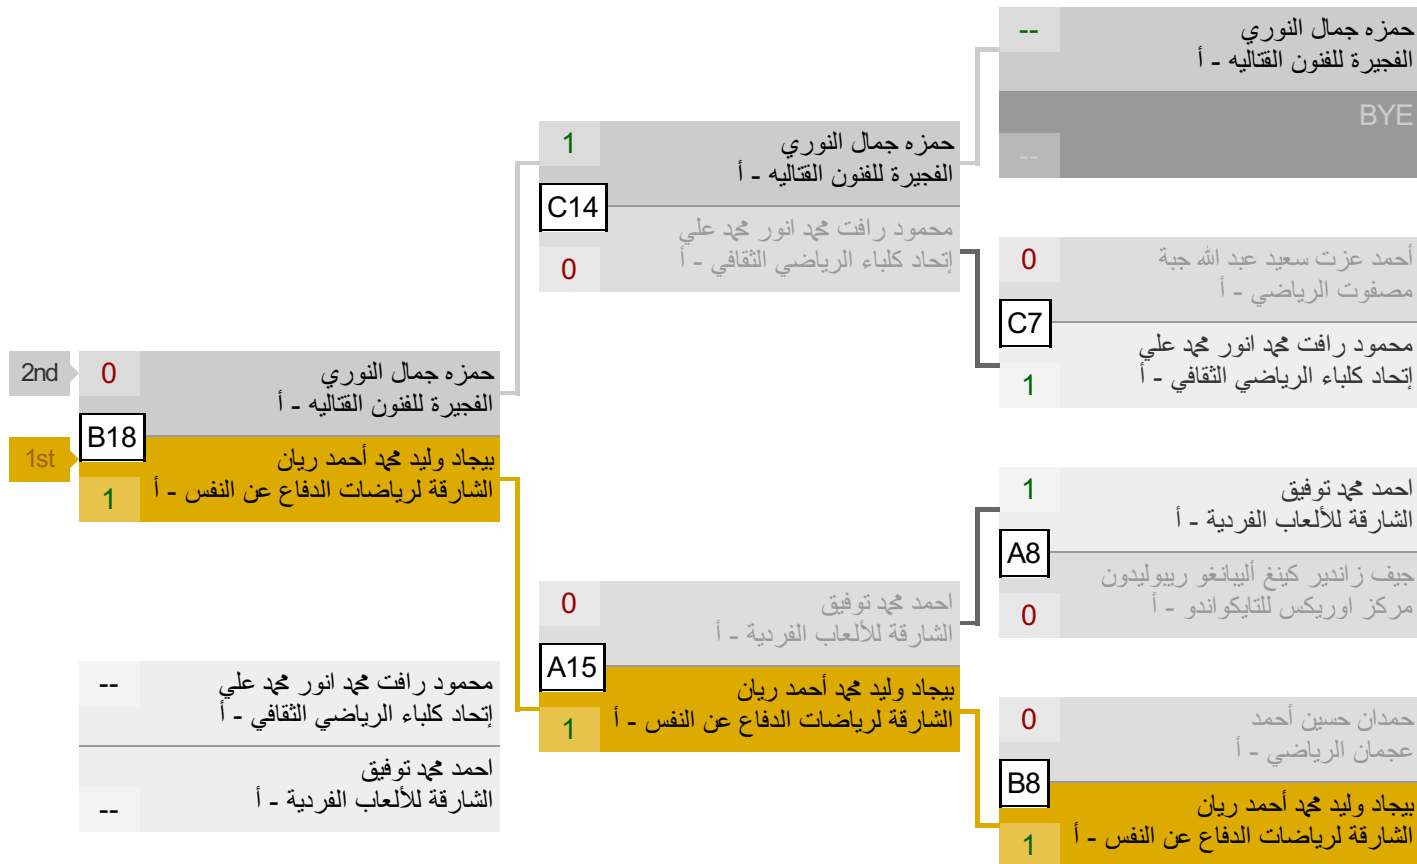 --
حمزه جمال النوري
الفجيرة للفنون القتاليه - أ
BYE
--
1
حمزه جمال النوري
الفجيرة للفنون القتاليه - أ
C14
محمود رافت محمد انور محمد علي
إتحاد كلباء الرياضي الثقافي - أ
0
0
أحمد عزت سعيد عبد الله جبة
مصفوت الرياضي - أ
C7
محمود رافت محمد انور محمد علي
إتحاد كلباء الرياضي الثقافي - أ
1
2nd
0
حمزه جمال النوري
الفجيرة للفنون القتاليه - أ
B18
1st
بيجاد وليد محمد أحمد ريان
الشارقة لرياضات الدفاع عن النفس - أ
1
1
احمد محمد توفيق
الشارقة للألعاب الفردية - أ
A8
جيف زاندير كينغ أليبانغو ريبوليدون
مركز اوريكس للتايكواندو - أ
0
0
احمد محمد توفيق
الشارقة للألعاب الفردية - أ
A15
بيجاد وليد محمد أحمد ريان
الشارقة لرياضات الدفاع عن النفس - أ
1
0
حمدان حسين أحمد
عجمان الرياضي - أ
B8
بيجاد وليد محمد أحمد ريان
الشارقة لرياضات الدفاع عن النفس - أ
1
--
محمود رافت محمد انور محمد علي
إتحاد كلباء الرياضي الثقافي - أ
احمد محمد توفيق
الشارقة للألعاب الفردية - أ
--